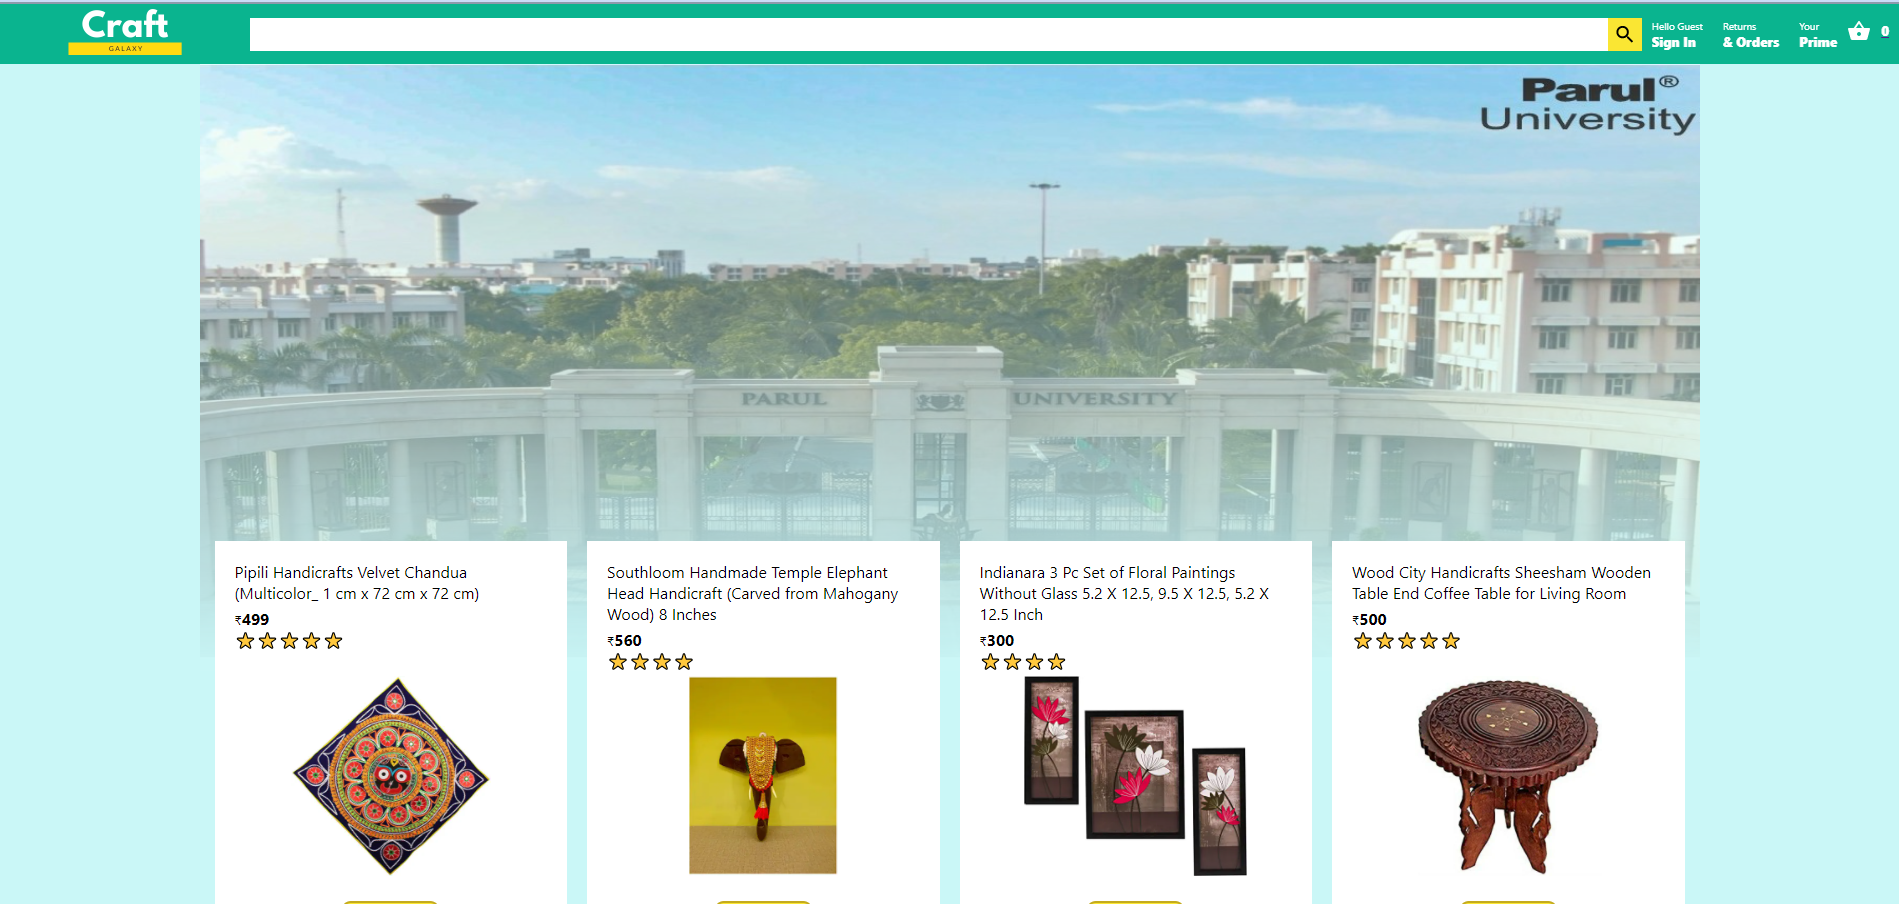 Craft
GALAXY
Hello Guest
Sign In
Returns
& Orders
Your
Prime
0
Parul®
University
PARUL UNIVERSITY
Pipili Handicrafts Velvet Chandua
(Multicolor_ 1 cm x 72 cm x 72 cm)
₹499
Southloom Handmade Temple Elephant
Head Handicraft (Carved from Mahogany
Wood) 8 Inches
₹560
Indianara 3 Pc Set of Floral Paintings
Without Glass 5.2 X 12.5, 9.5 X 12.5, 5.2 X
12.5 Inch
₹300
Wood City Handicrafts Sheesham Wooden
Table End Coffee Table for Living Room
₹500